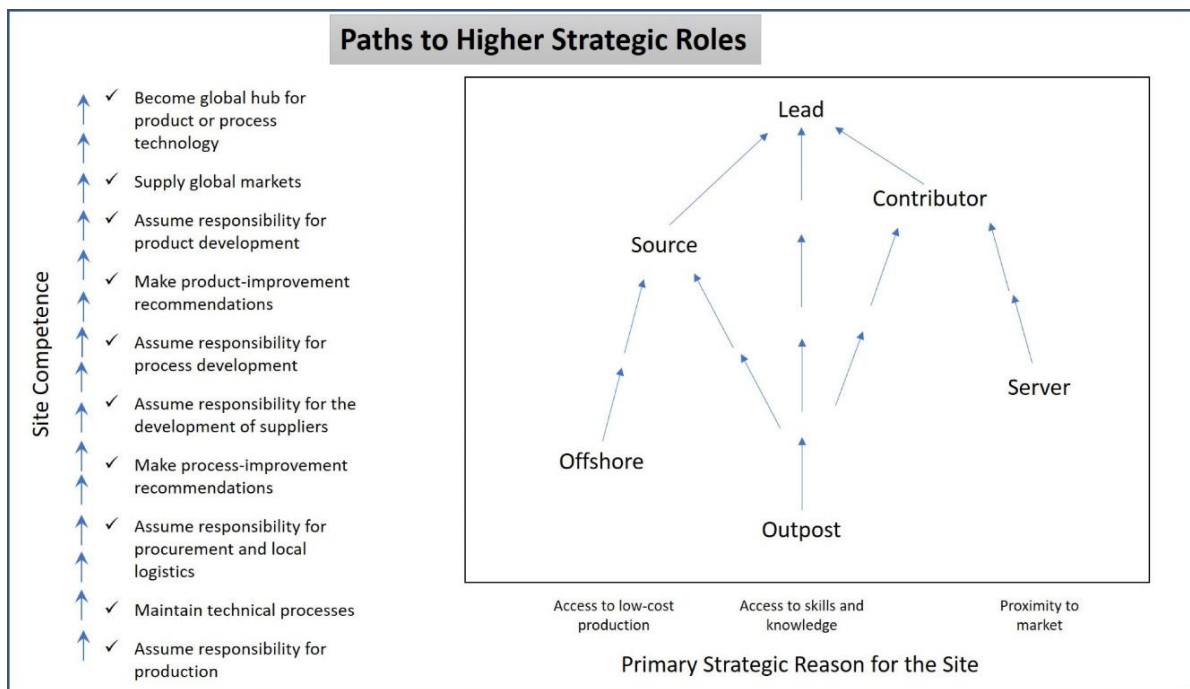 Paths to Higher Strategic Roles
Site Competence
✓ Become global hub for
product or process
technology
✓ Supply global markets
✓ Assume responsibility for
product development
✓ Make product-improvement
recommendations
✓ Assume responsibility for
process development
✓ Assume responsibility for the
development of suppliers
✓ Make process-improvement
recommendations
✓ Assume responsibility for
procurement and local
logistics
✓ Maintain technical processes
✓ Assume responsibility for
production
Lead
Contributor
Source
Server
Offshore
Outpost
Access to low-cost
production
Access to skills and
knowledge
Proximity to
market
Primary Strategic Reason for the Site